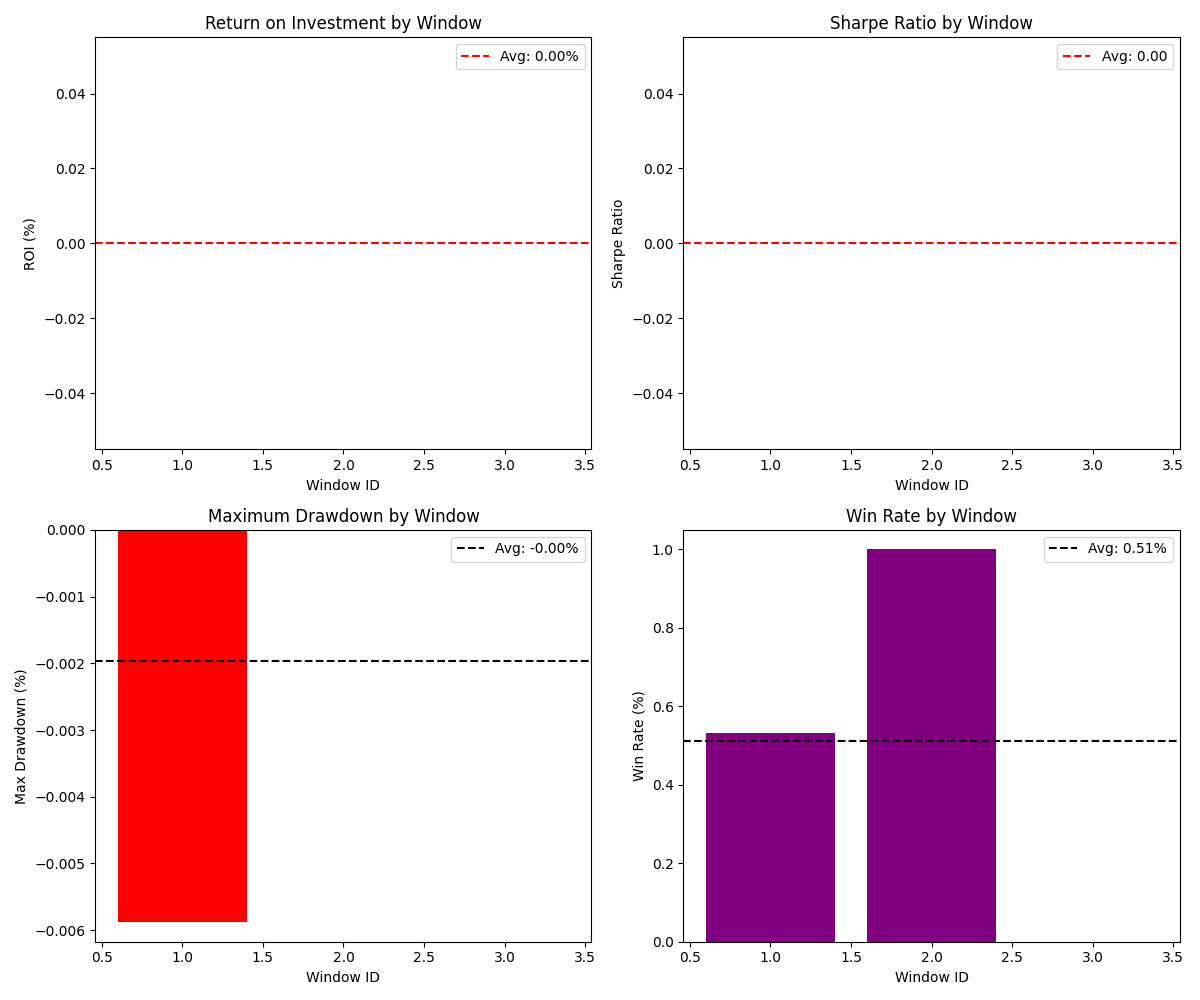 Return on Investment by Window
Avg: 0.00%
0.04
0.02
0.00
−0.02
−0.04
ROI (%)
0.5 1.0 1.5 2.0 2.5 3.0 3.5
Window ID
Sharpe Ratio by Window
Avg: 0.00
0.04
0.02
0.00
−0.02
−0.04
Sharpe Ratio
0.5 1.0 1.5 2.0 2.5 3.0 3.5
Window ID
Maximum Drawdown by Window
Avg: -0.00%
0.000
−0.001
−0.002
−0.003
−0.004
−0.005
−0.006
Max Drawdown (%)
0.5 1.0 1.5 2.0 2.5 3.0 3.5
Window ID
Win Rate by Window
Avg: 0.51%
1.0
0.8
0.6
0.4
0.2
0.0
Win Rate (%)
0.5 1.0 1.5 2.0 2.5 3.0 3.5
Window ID